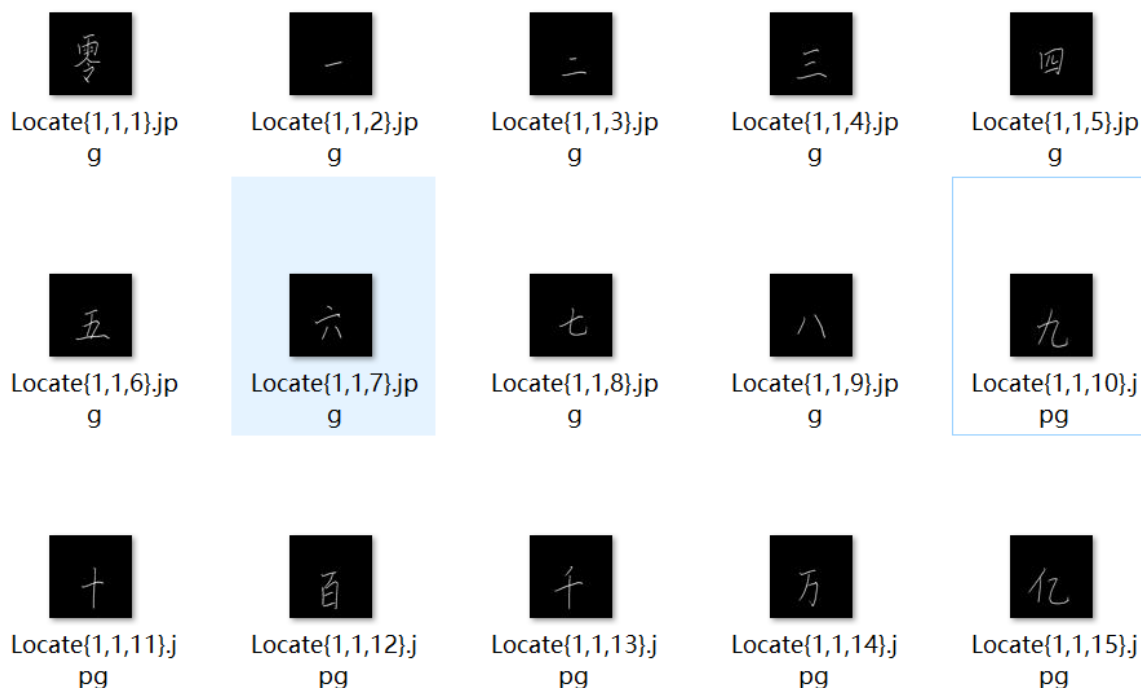 零 一 二 三 四
Locate{1,1,1}.jp Locate{1,1,2}.jp Locate{1,1,3}.jp Locate{1,1,4}.jp Locate{1,1,5}.jp
g g g g g
五 六 七 八 九
Locate{1,1,6}.jp Locate{1,1,7}.jp Locate{1,1,8}.jp Locate{1,1,9}.jp Locate{1,1,10}.j
g g g g pg
十 百 千 万 亿
Locate{1,1,11}.j Locate{1,1,12}.j Locate{1,1,13}.j Locate{1,1,14}.j Locate{1,1,15}.j
pg pg pg pg pg